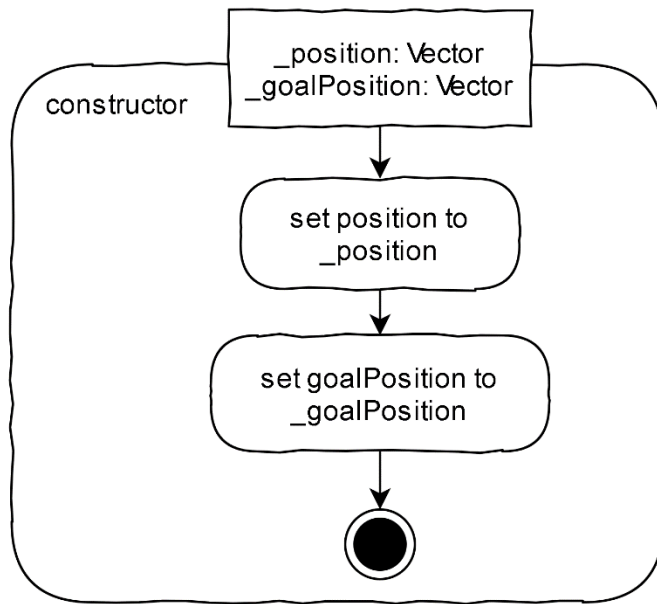 _position: Vector
_goalPosition: Vector
constructor
set position to
_position
set goalPosition to
_goalPosition